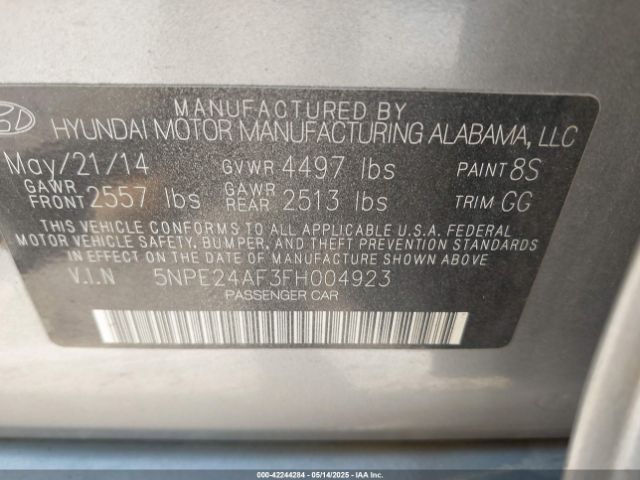 MANUFACTURED BY
HYUNDAI MOTOR MANUFACTURING ALABAMA, LLC
May/21/14 GVWR 4497 lbs PAINT 8S
GAWR FRONT 2557 lbs GAWR REAR 2513 lbs TRIM GG
THIS VEHICLE CONFORMS TO ALL APPLICABLE U.S.A. FEDERAL
MOTOR VEHICLE SAFETY, BUMPER, AND THEFT PREVENTION STANDARDS
IN EFFECT ON THE DATE OF MANUFACTURE SHOWN ABOVE.
V.I.N 5NPE24AF3FH004923
PASSENGER CAR
000-42244284 - 05/14/2025 - COPYRIGHT IAA, LLC.